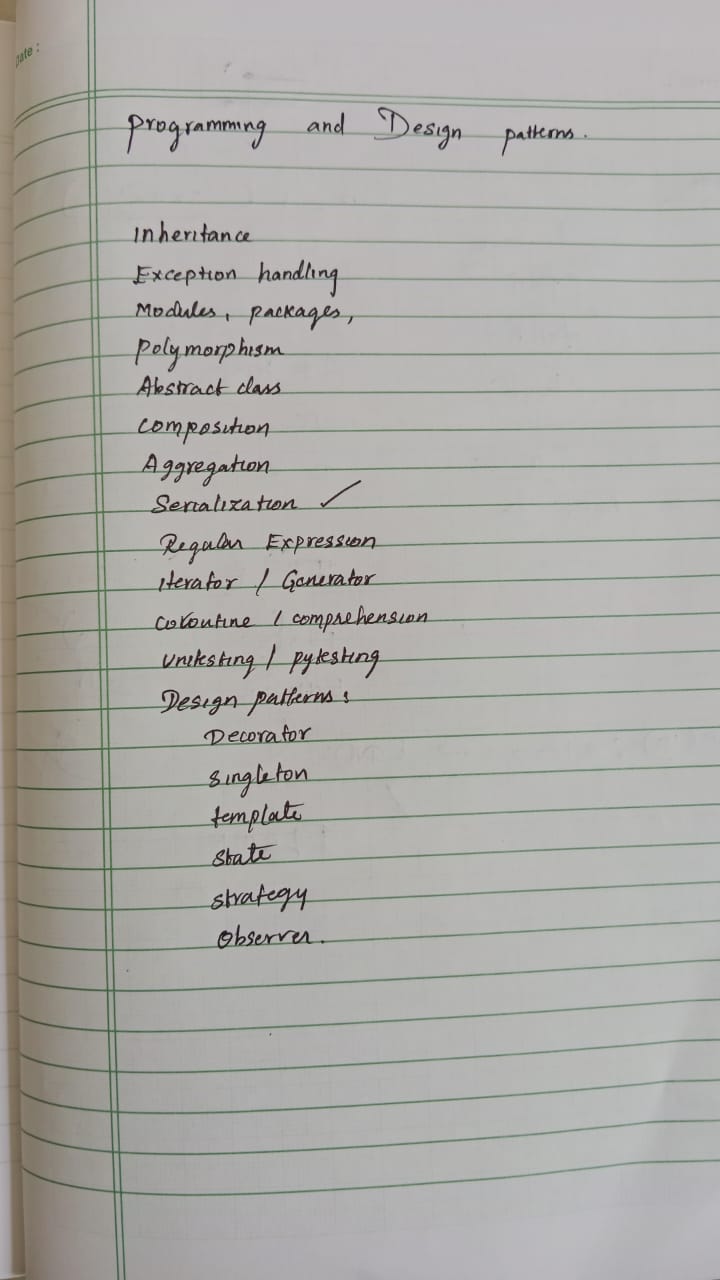 Date :
Programming and Design patterns.
Inheritance
Exception handling
Modules, packages,
Polymorphism
Abstract class
Composition
Aggregation
Serialization ✓
Regular Expression
iterator / Generator
Coroutine / comprehension
Unitesting / pytesting
Design patterns:
Decorator
Singleton
template
State
strategy
Observer.